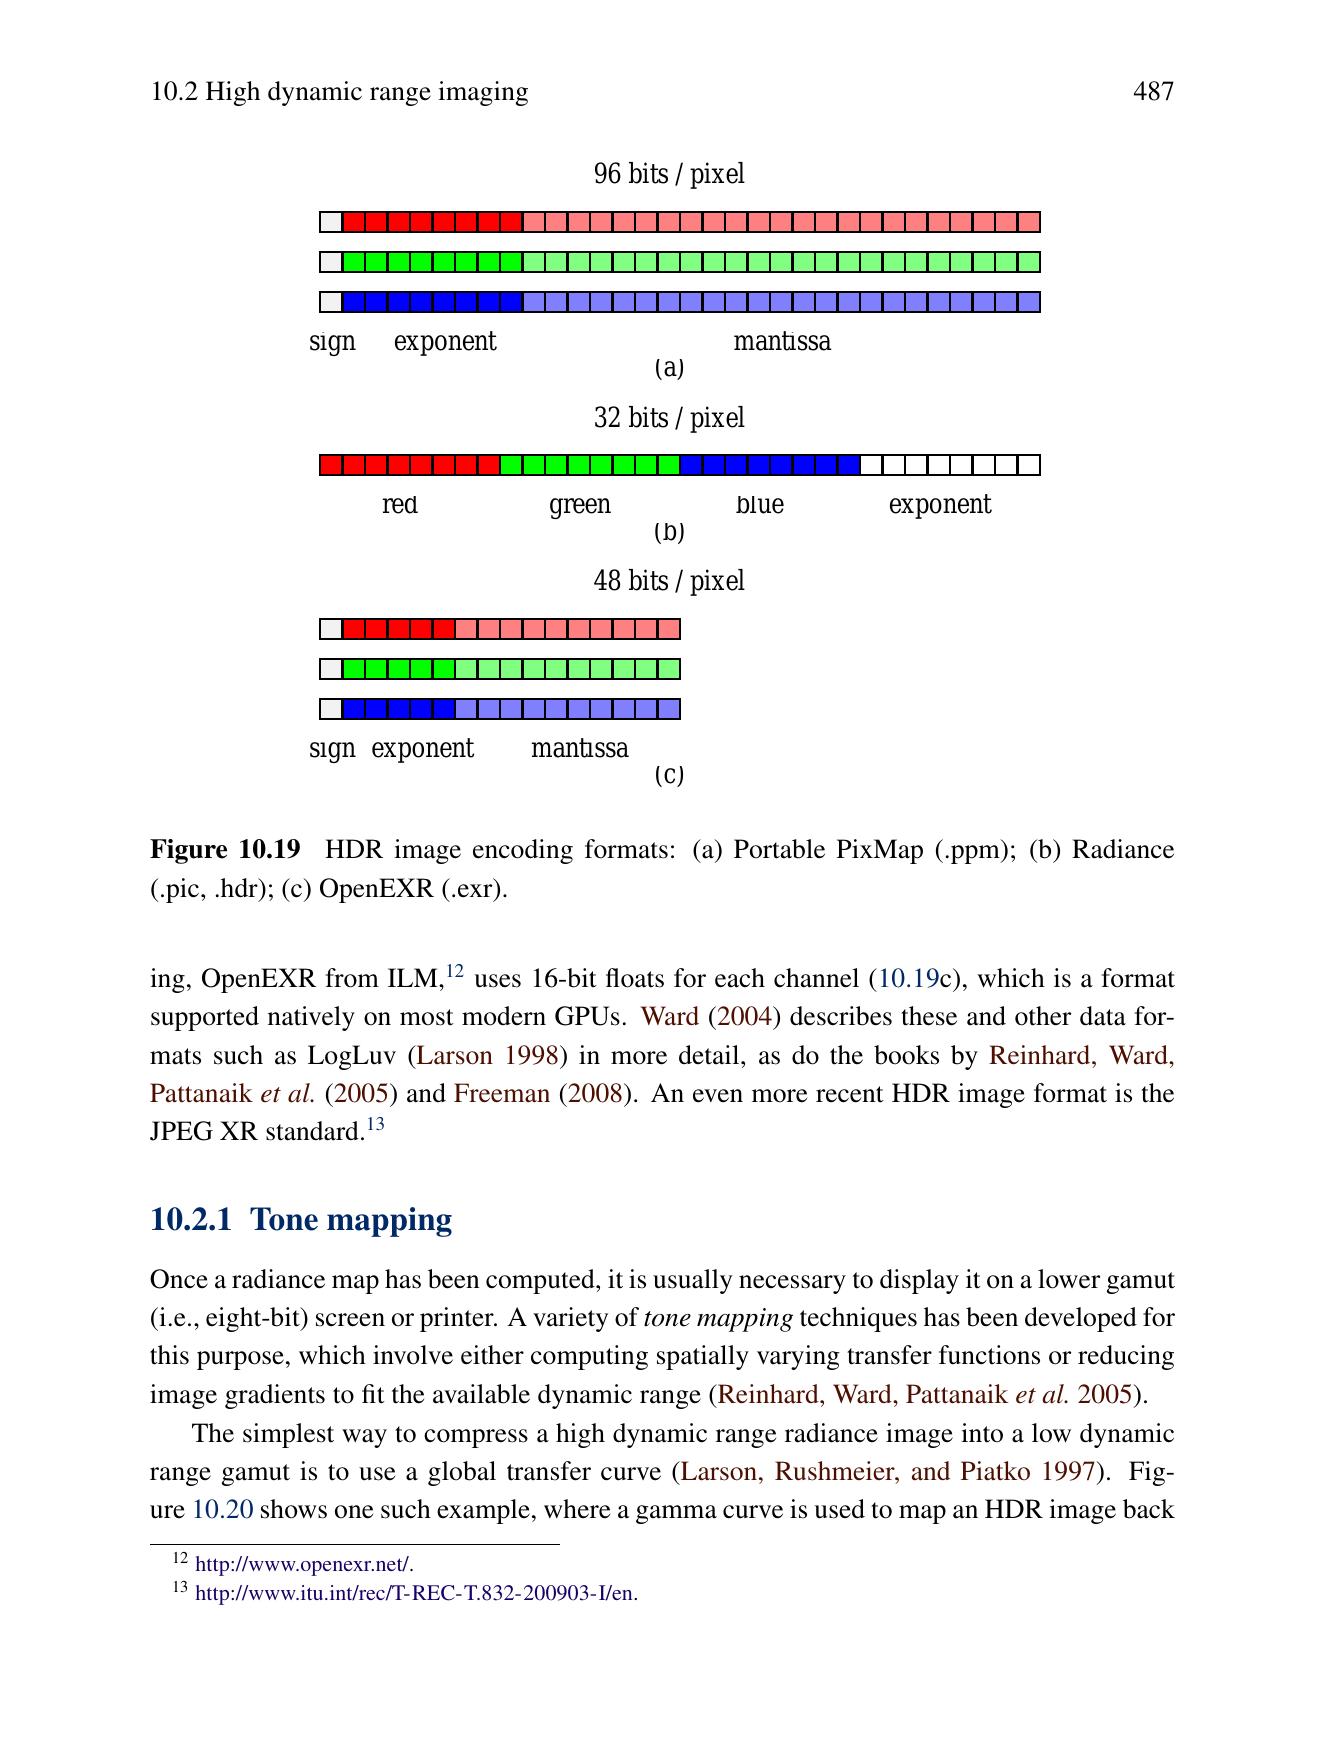 10.2 High dynamic range imaging 487
96 bits / pixel
sign exponent mantissa
(a)
32 bits / pixel
red green blue exponent
(b)
48 bits / pixel
sign exponent mantissa
(c)
Figure 10.19 HDR image encoding formats: (a) Portable PixMap (.ppm); (b) Radiance
(.pic, .hdr); (c) OpenEXR (.exr).
ing, OpenEXR from ILM,12 uses 16-bit floats for each channel (10.19c), which is a format
supported natively on most modern GPUs. Ward (2004) describes these and other data for-
mats such as LogLuv (Larson 1998) in more detail, as do the books by Reinhard, Ward,
Pattanaik et al. (2005) and Freeman (2008). An even more recent HDR image format is the
JPEG XR standard.13
10.2.1 Tone mapping
Once a radiance map has been computed, it is usually necessary to display it on a lower gamut
(i.e., eight-bit) screen or printer. A variety of tone mapping techniques has been developed for
this purpose, which involve either computing spatially varying transfer functions or reducing
image gradients to fit the available dynamic range (Reinhard, Ward, Pattanaik et al. 2005).
The simplest way to compress a high dynamic range radiance image into a low dynamic
range gamut is to use a global transfer curve (Larson, Rushmeier, and Piatko 1997). Fig-
ure 10.20 shows one such example, where a gamma curve is used to map an HDR image back
12 http://www.openexr.net/.
13 http://www.itu.int/rec/T-REC-T.832-200903-I/en.